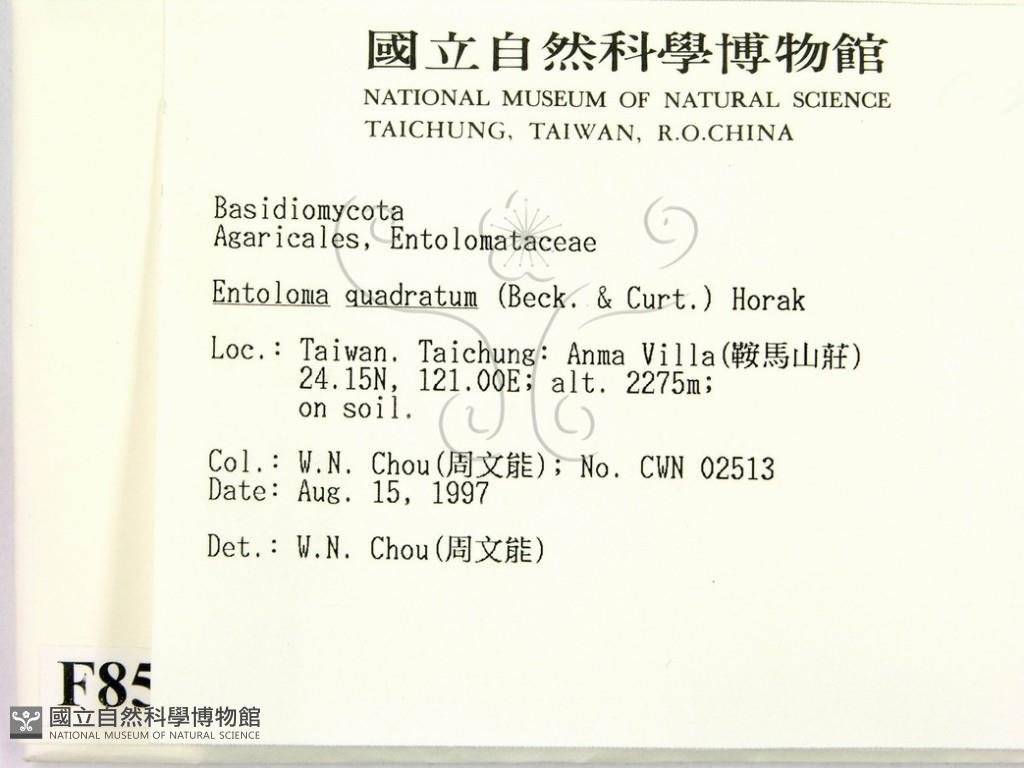 國立自然科學博物館
NATIONAL MUSEUM OF NATURAL SCIENCE
TAICHUNG, TAIWAN, R.O.CHINA
Basidiomycota
Agaricales, Entolomataceae
Entoloma quadratum (Beck. & Curt.) Horak
Loc.: Taiwan. Taichung: Anma Villa(鞍馬山莊)
24.15N, 121.00E; alt. 2275m;
on soil.
Col.: W.N. Chou(周文能); No. CWN 02513
Date: Aug. 15, 1997
Det.: W.N. Chou(周文能)
F85
國立自然科學博物館
NATIONAL MUSEUM OF NATURAL SCIENCE